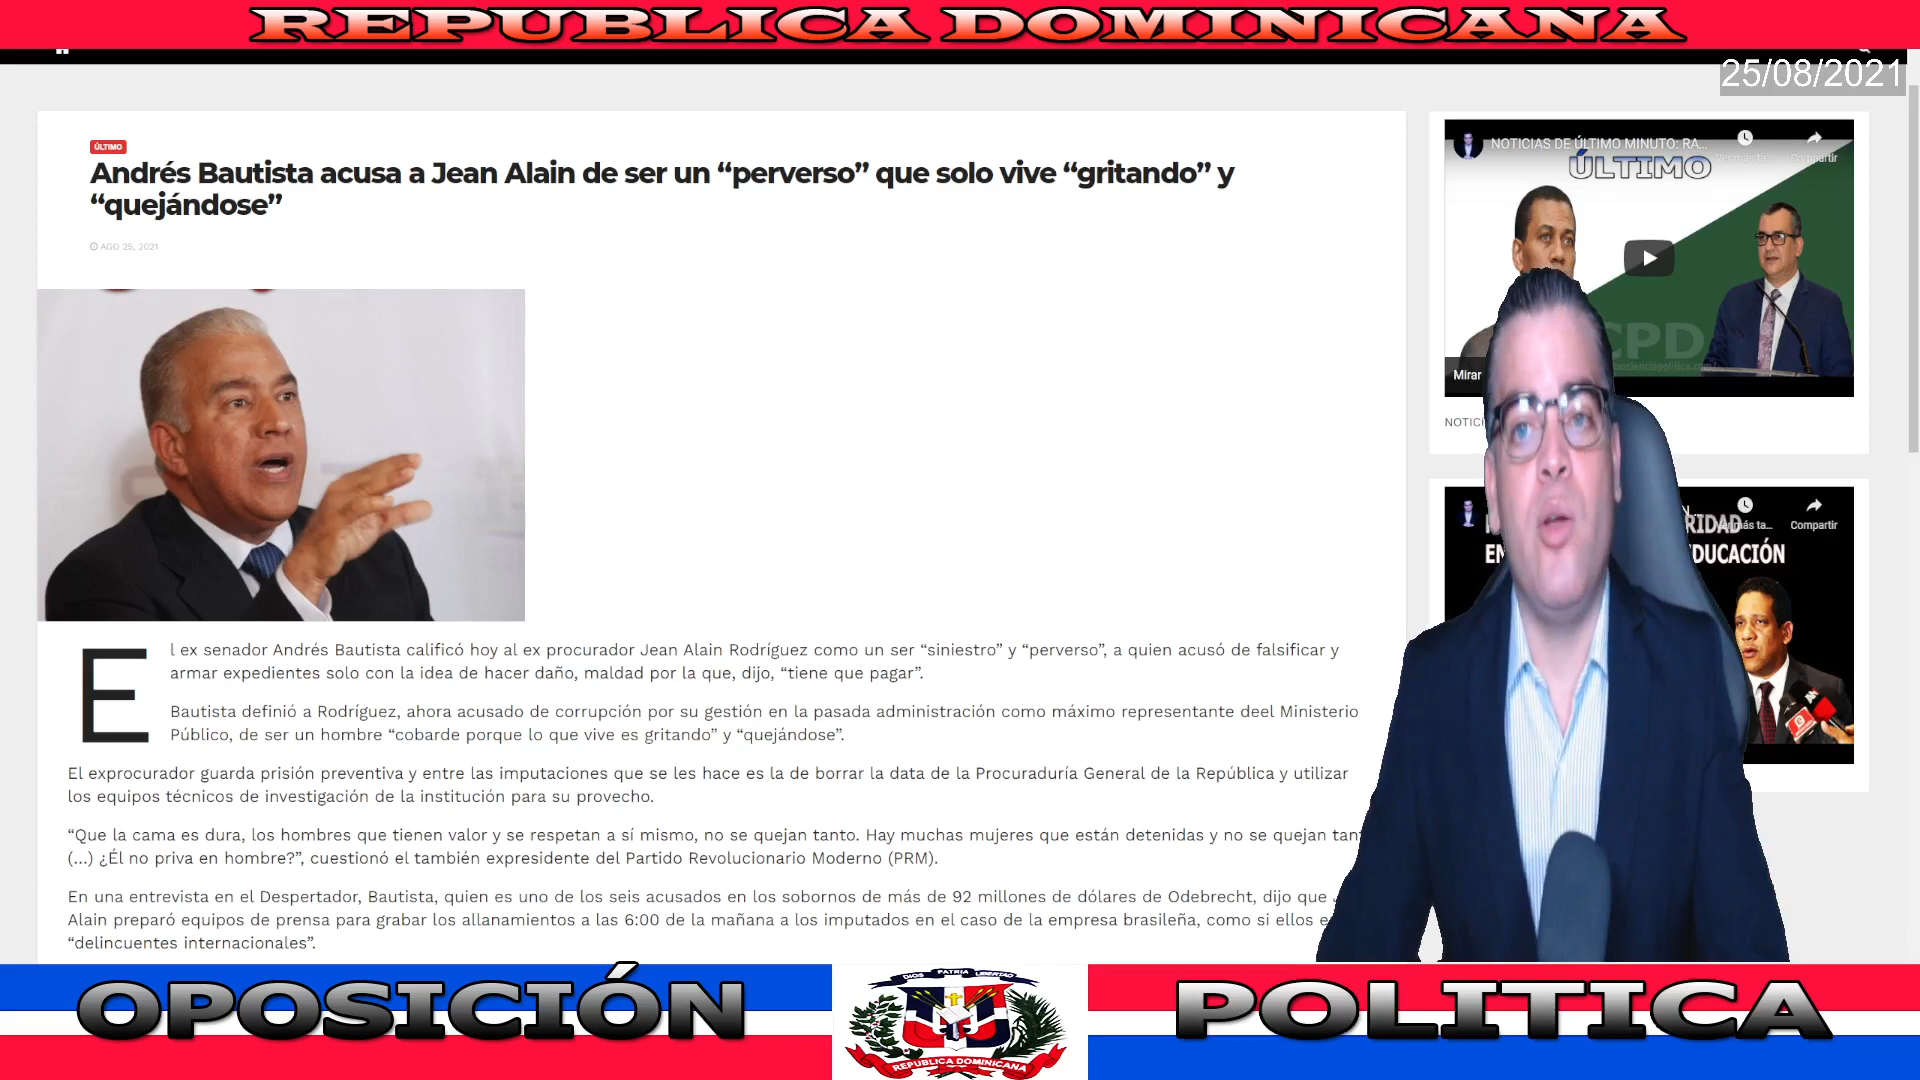 REPUBLICA DOMINICANA
25/08/2021
ÚLTIMO
Andrés Bautista acusa a Jean Alain de ser un “perverso” que solo vive “gritando” y
“quejándose”
AGO 25, 2021
El ex senador Andrés Bautista calificó hoy al ex procurador Jean Alain Rodríguez como un ser “siniestro” y “perverso”, a quien acusó de falsificar y
armar expedientes solo con la idea de hacer daño, maldad por la que, dijo, “tiene que pagar”.
Bautista definió a Rodríguez, ahora acusado de corrupción por su gestión en la pasada administración como máximo representante deel Ministerio
Público, de ser un hombre “cobarde porque lo que vive es gritando” y “quejándose”.
El exprocurador guarda prisión preventiva y entre las imputaciones que se les hace es la de borrar la data de la Procuraduría General de la República y utilizar
los equipos técnicos de investigación de la institución para su provecho.
“Que la cama es dura, los hombres que tienen valor y se respetan a sí mismo, no se quejan tanto. Hay muchas mujeres que están detenidas y no se quejan tan
(...) ¿Él no priva en hombre?”, cuestionó el también expresidente del Partido Revolucionario Moderno (PRM).
En una entrevista en el Despertador, Bautista, quien es uno de los seis acusados en los sobornos de más de 92 millones de dólares de Odebrecht, dijo que
Alain preparó equipos de prensa para grabar los allanamientos a las 6:00 de la mañana a los imputados en el caso de la empresa brasileña, como si ellos e
“delincuentes internacionales”.
NOTICIAS DE ÚLTIMO MINUTO: RA...
Ver más ta...
Compartir
ÚLTIMO
CPD
Mirar
NOTICI
Ver más ta...
Compartir
RIDAD
EN
DUCACIÓN
OPOSICIÓN
DIOS PATRIA LIBERTAD
REPUBLICA DOMINICANA
POLITICA